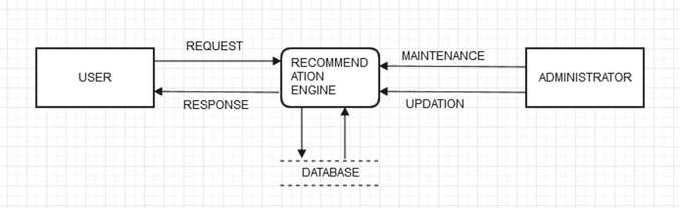 REQUEST
USER
RESPONSE
RECOMMEND
ATION
ENGINE
MAINTENANCE
UPDATION
ADMINISTRATOR
DATABASE